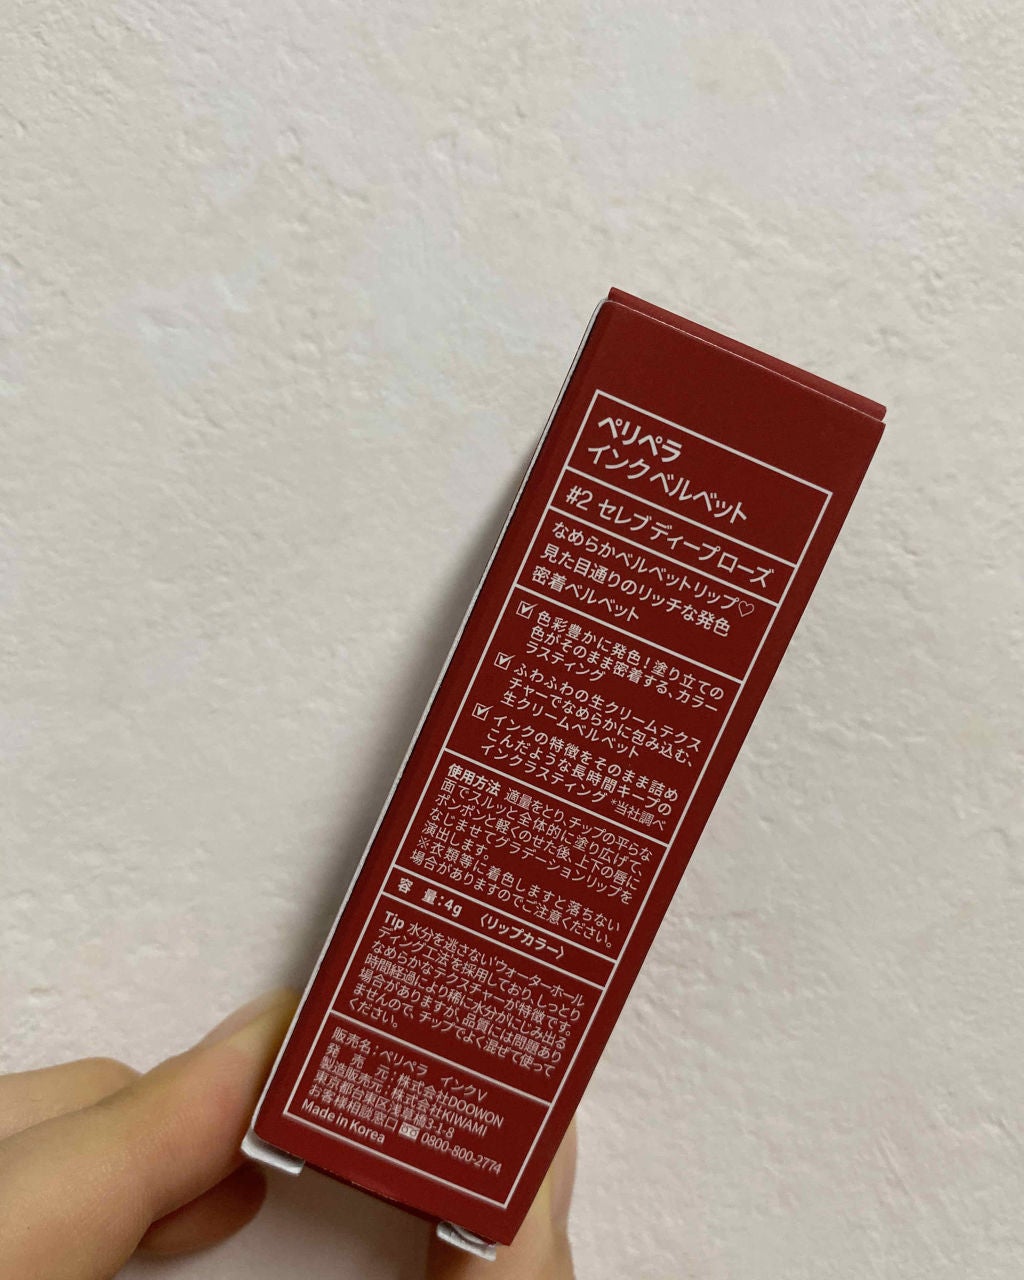 ペリペラ
インクベルベット
#2 セレブディープローズ
なめらかベルベットリップ♡
見た目通りのリッチな発色
密着ベルベット
☑ 色彩豊かに発色!塗り立ての
色がそのまま密着する、カラー
ラスティング
☑ ふわふわの生クリームテクス
チャーでなめらかに包み込む、
生クリームベルベット
☑ インクの特徴をそのまま詰め
こんだような長時間キープの
インクラスティング *当社調べ
使用方法 適量をとり、チップの平らな
面でスルッと全体的に塗り広げて、
ポンポンと軽くのせた後、上下の唇に
なじませてグラデーションリップを
演出します。
※衣類等に着色しますと落ちない
場合がありますのでご注意ください。
容 量:4g 〈リップカラー〉
Tip 水分を逃さないウォーターホール
ディング工法を採用しており、しっとり
なめらかなテクスチャーが特徴です。
時間経過により稀に水分がにじみ出る
場合がありますが、品質には問題あり
ませんので、チップでよく混ぜて使って
ください。
販売名:ペリペラ インクV
発 売 元:株式会社DOOWON
製造販売元:株式会社KIWAMI
東京都台東区浅草橋3-1-8
お客様相談窓口 0800-800-2774
Made in Korea